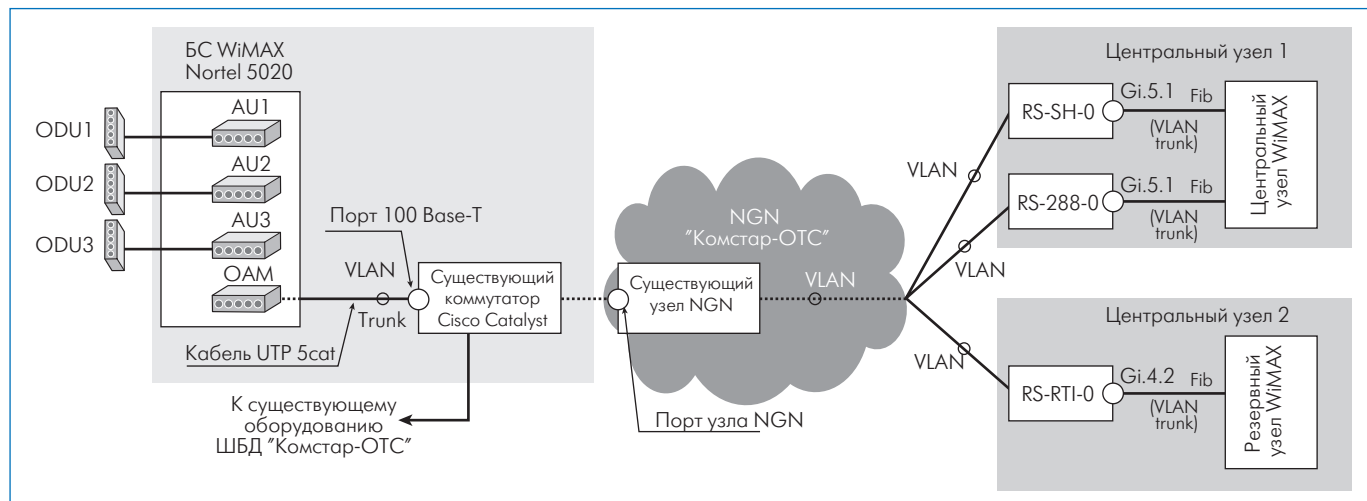 БС WiMAX
Nortel 5020
ODU1
AU1
ODU2
AU2
ODU3
AU3
OAM
Порт 100 Base-T
VLAN
Trunk
Кабель UTP 5cat
Существующий
коммутатор
Cisco Catalyst
К существующему
оборудованию
ШБД "Комстар-ОТС"
NGN
"Комстар-ОТС"
Существующий
узел NGN
VLAN
Порт узла NGN
VLAN
VLAN
VLAN
Центральный узел 1
RS-SH-0
Gi.5.1
Fib
(VLAN
trunk)
RS-288-0
Gi.5.1
Fib
(VLAN
trunk)
Центральный
узел WiMAX
Центральный узел 2
RS-RTI-0
Gi.4.2
Fib
(VLAN
trunk)
Резервный
узел WiMAX